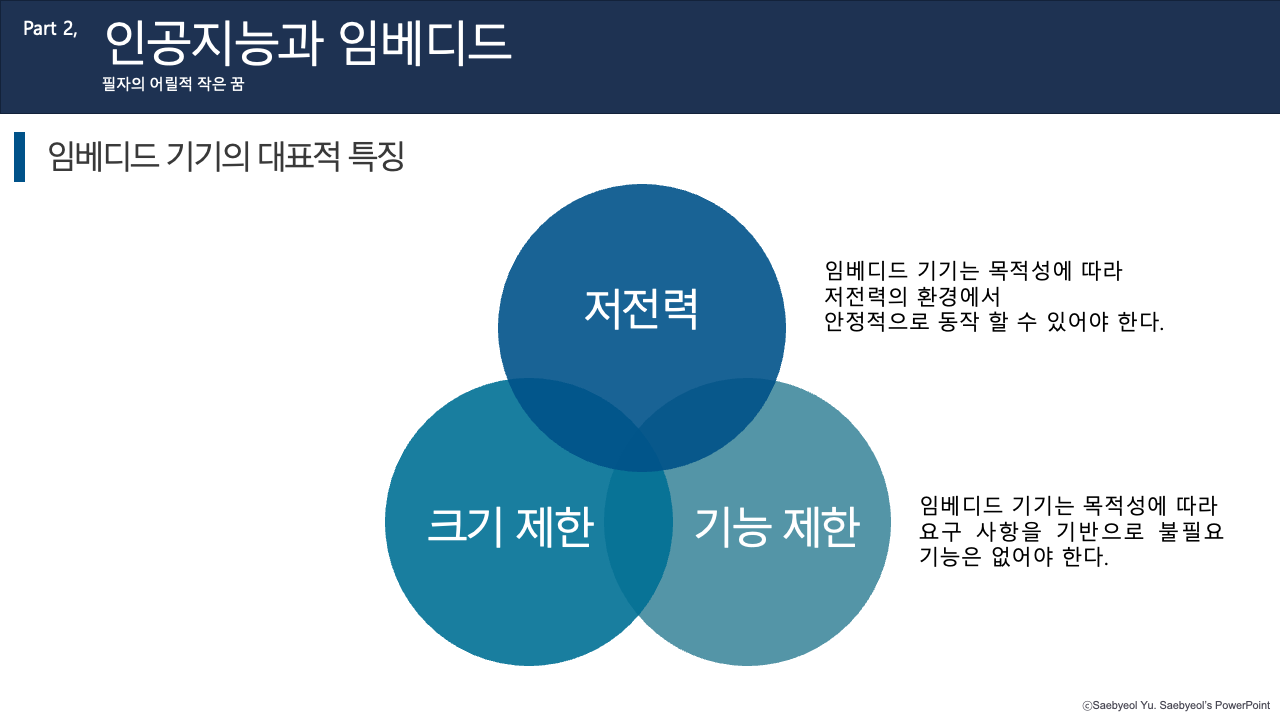 Part 2,
인공지능과 임베디드
필자의 어릴적 작은 꿈
임베디드 기기의 대표적 특징
저전력
임베디드 기기는 목적성에 따라
저전력의 환경에서
안정적으로 동작 할 수 있어야 한다.
크기 제한
기능 제한
임베디드 기기는 목적성에 따라
요구 사항을 기반으로 불필요
기능은 없어야 한다.
ⓒSaebyeol Yu. Saebyeol's PowerPoint